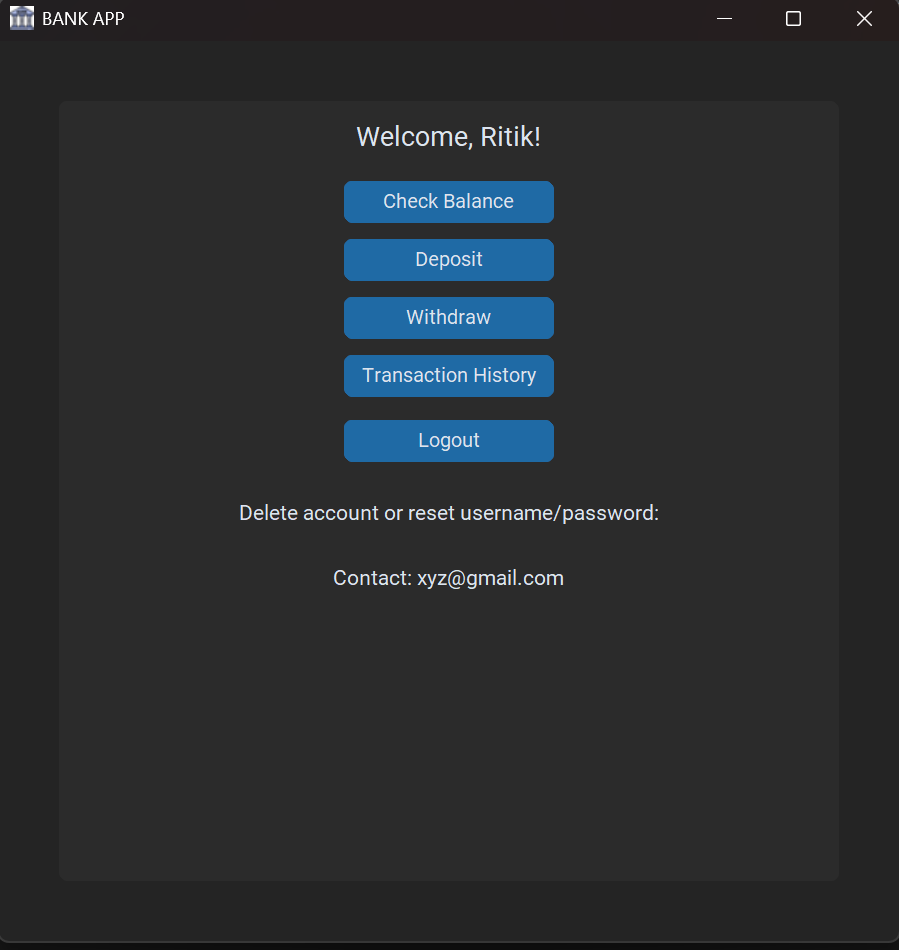 BANK APP
Welcome, Ritik!
Check Balance
Deposit
Withdraw
Transaction History
Logout
Delete account or reset username/password:
Contact: xyz@gmail.com